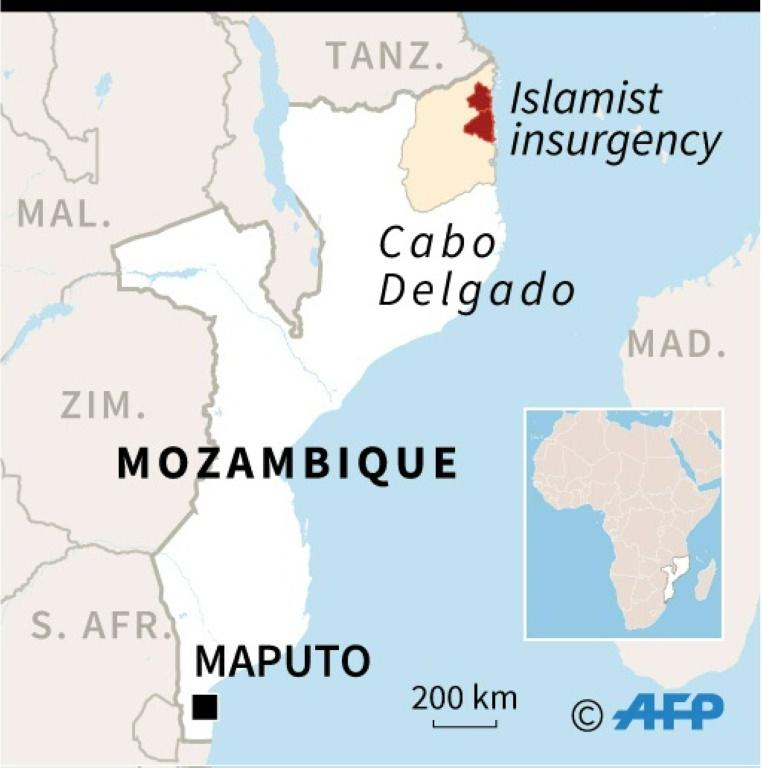 TANZ.
Islamist
insurgency
MAL.
Cabo
Delgado
MAD.
ZIM.
MOZAMBIQUE
S. AFR.
MAPUTO
200 km
© AFP